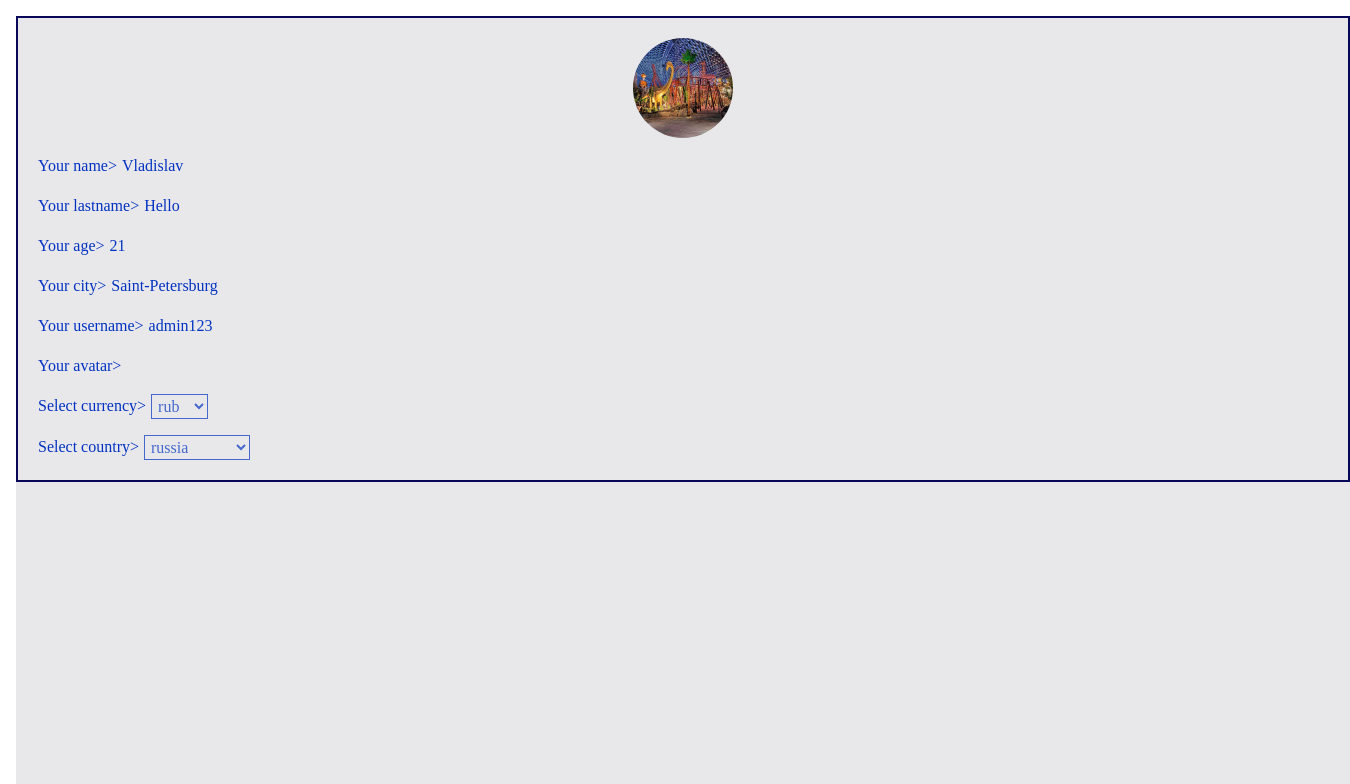 Your name> Vladislav
Your lastname> Hello
Your age> 21
Your city> Saint-Petersburg
Your username> admin123
Your avatar>
Select currency> rub
Select country> russia